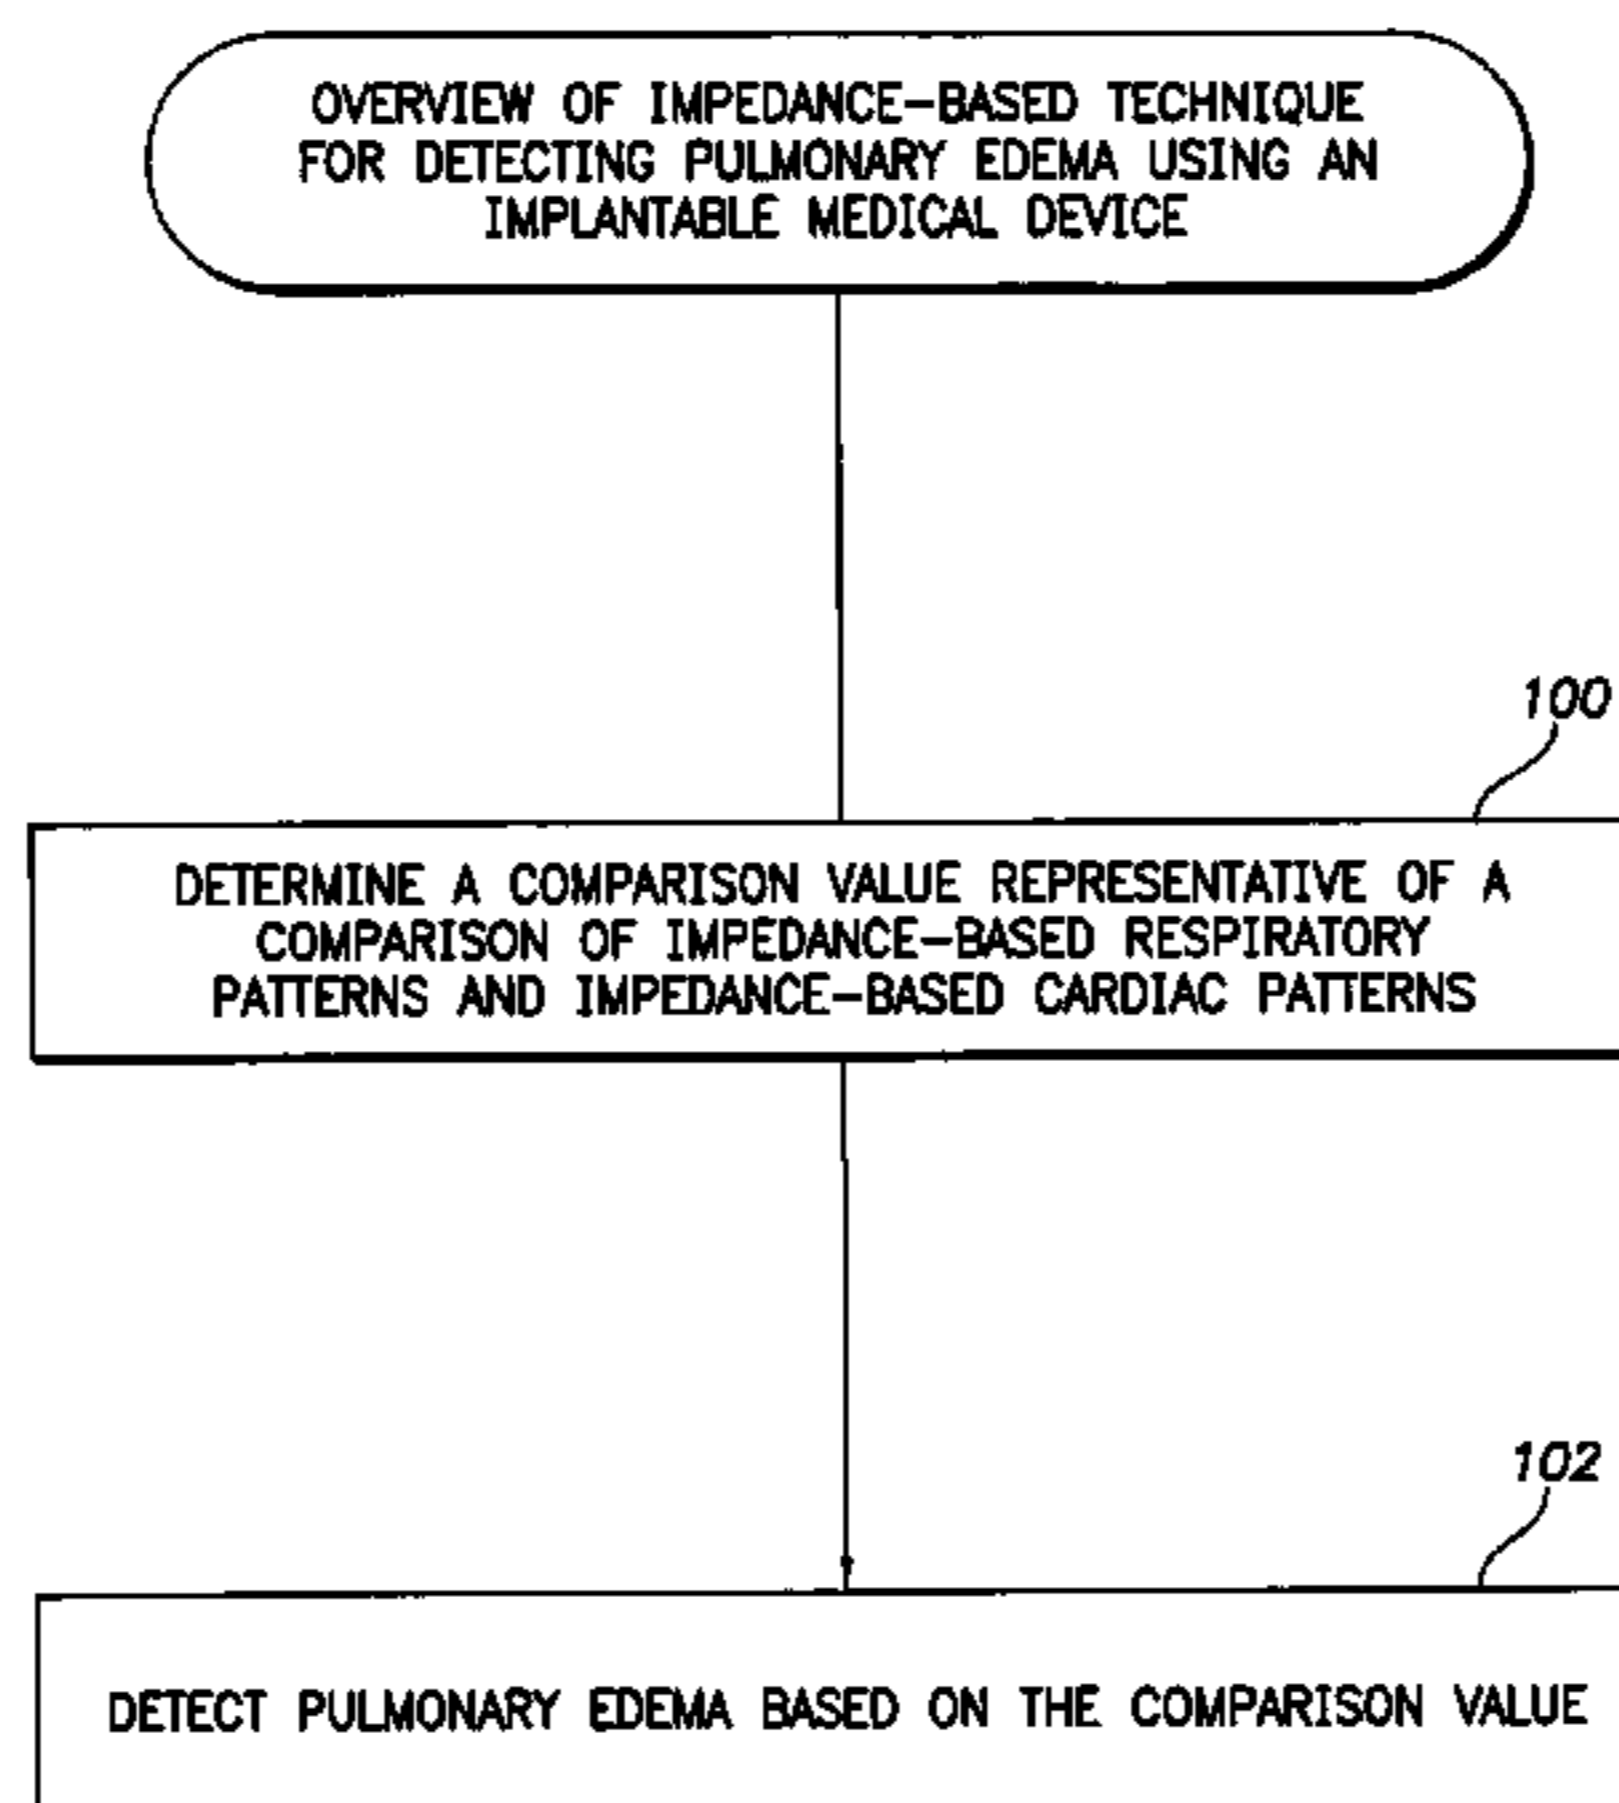 OVERVIEW OF IMPEDANCE-BASED TECHNIQUE
FOR DETECTING PULMONARY EDEMA USING AN
IMPLANTABLE MEDICAL DEVICE
100
DETERMINE A COMPARISON VALUE REPRESENTATIVE OF A
COMPARISON OF IMPEDANCE-BASED RESPIRATORY
PATTERNS AND IMPEDANCE-BASED CARDIAC PATTERNS
102
DETECT PULMONARY EDEMA BASED ON THE COMPARISON VALUE